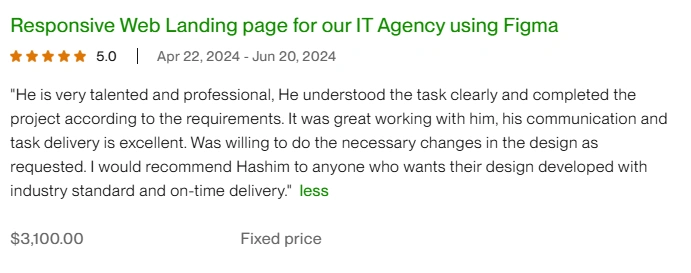 Responsive Web Landing page for our IT Agency using Figma
5.0 | Apr 22, 2024 - Jun 20, 2024
"He is very talented and professional, He understood the task clearly and completed the
project according to the requirements. It was great working with him, his communication and
task delivery is excellent. Was willing to do the necessary changes in the design as
requested. I would recommend Hashim to anyone who wants their design developed with
industry standard and on-time delivery." less
$3,100.00 Fixed price